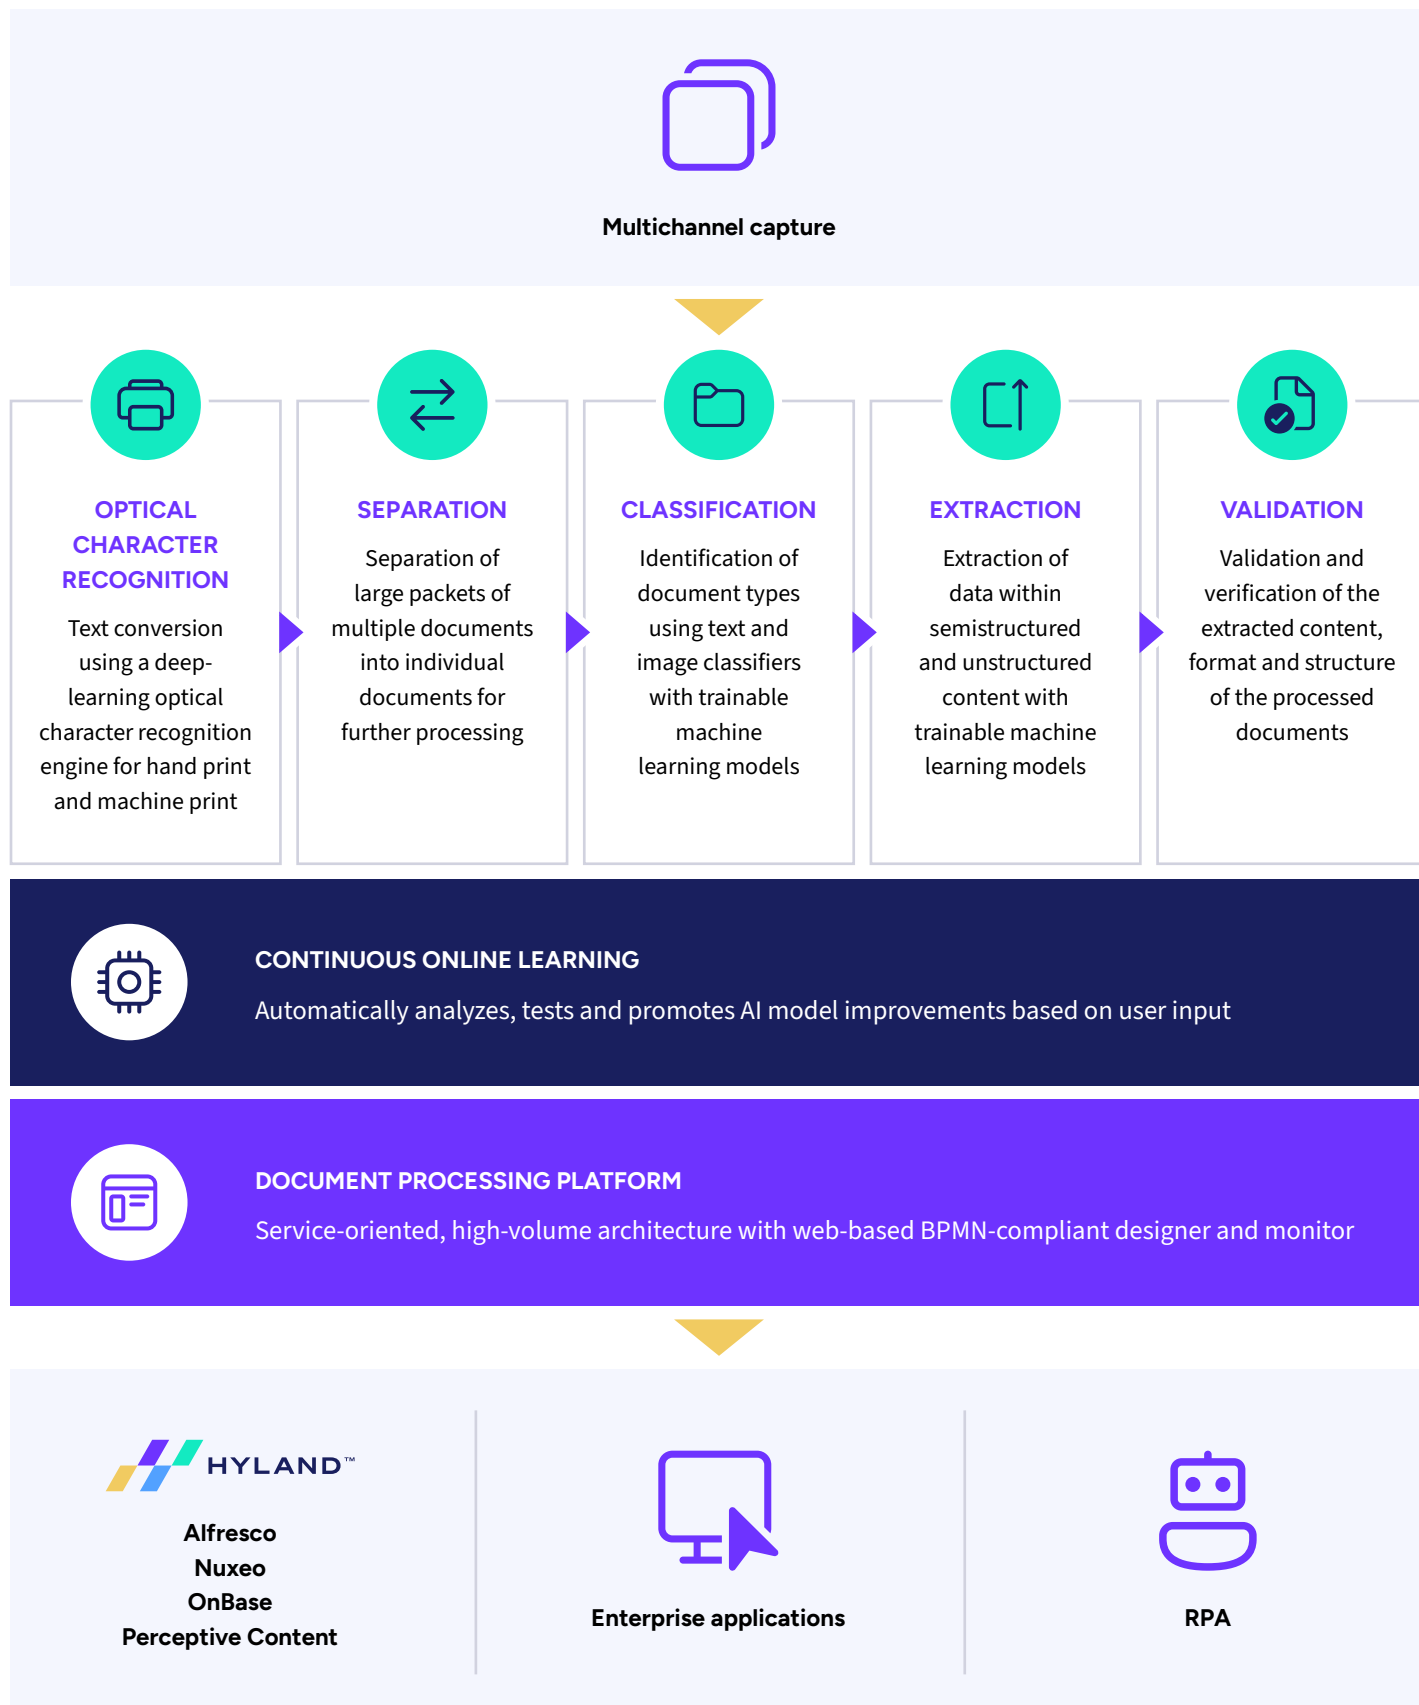 Multichannel capture
OPTICAL
CHARACTER
RECOGNITION
Text conversion
using a deep-
learning optical
character recognition
engine for hand print
and machine print
SEPARATION
Separation of
large packets of
multiple documents
into individual
documents for
further processing
CLASSIFICATION
Identification of
document types
using text and
image classifiers
with trainable
machine
learning models
EXTRACTION
Extraction of
data within
semistructured
and unstructured
content with
trainable machine
learning models
VALIDATION
Validation and
verification of the
extracted content,
format and structure
of the processed
documents
CONTINUOUS ONLINE LEARNING
Automatically analyzes, tests and promotes AI model improvements based on user input
DOCUMENT PROCESSING PLATFORM
Service-oriented, high-volume architecture with web-based BPMN-compliant designer and monitor
HYLAND™
Alfresco
Nuxeo
OnBase
Perceptive Content
Enterprise applications
RPA